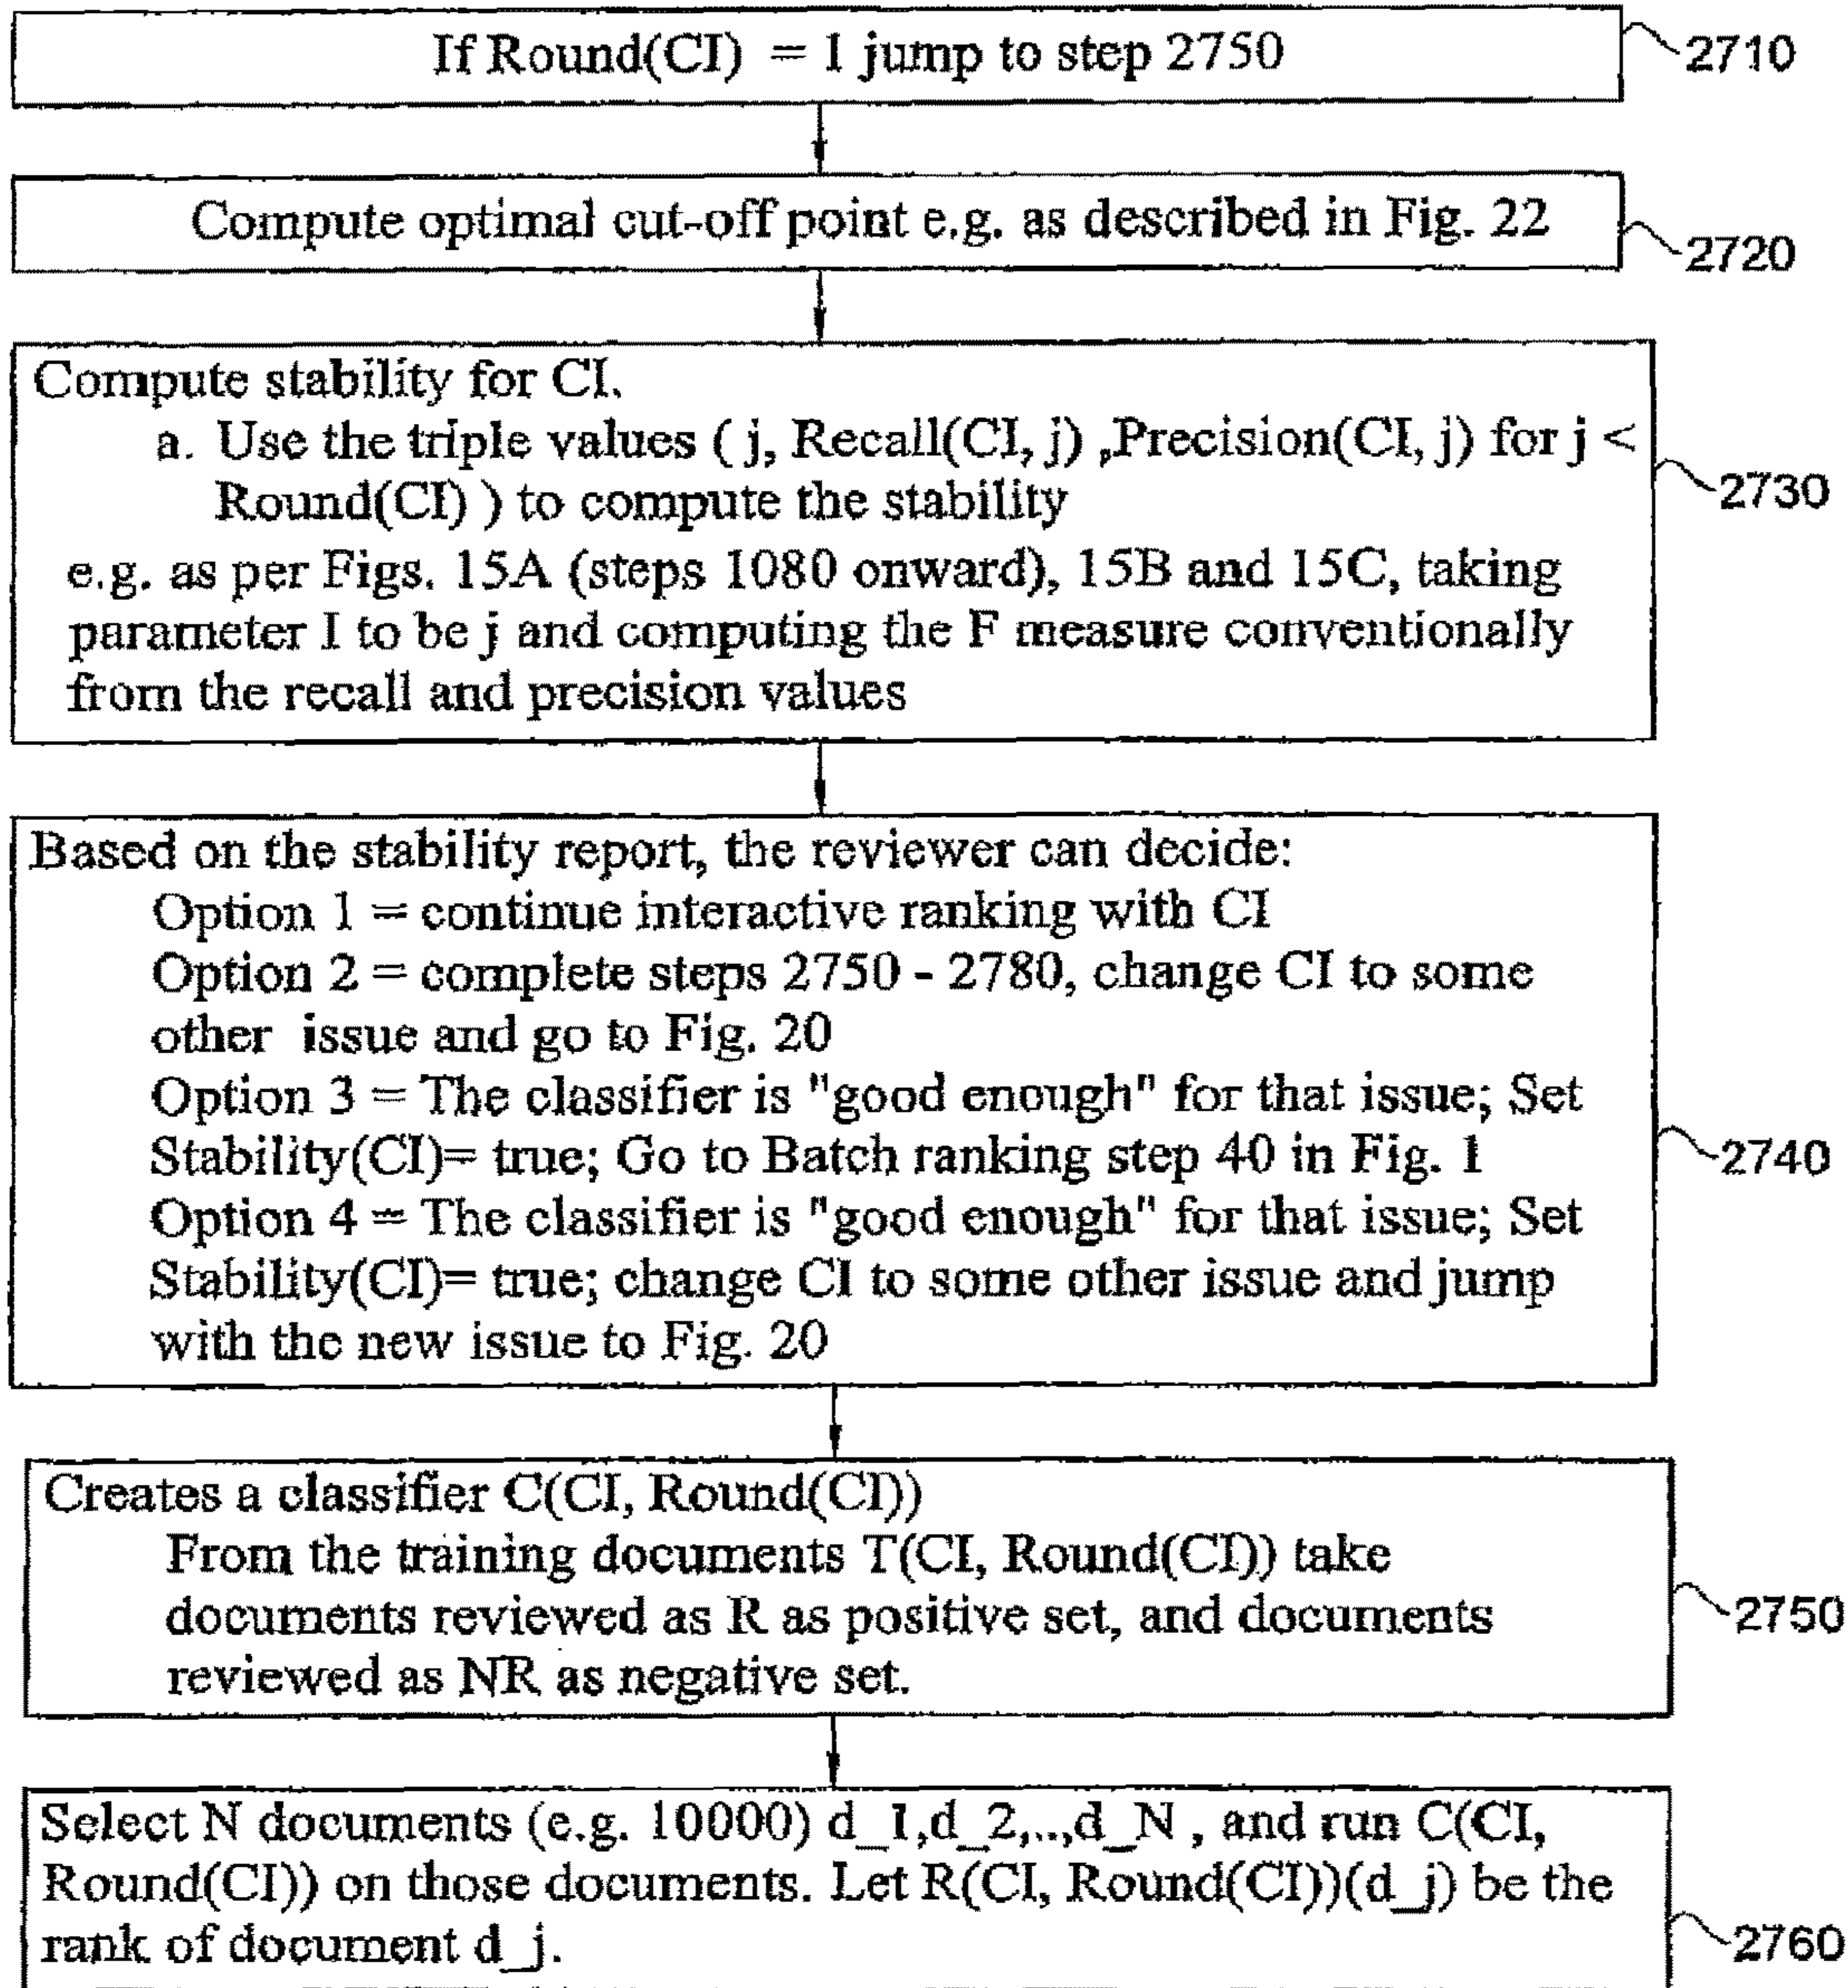 If Round(CI) = 1 jump to step 2750
2710
Compute optimal cut-off point e.g. as described in Fig. 22
2720
Compute stability for CI.
a. Use the triple values ( j, Recall(CI, j) ,Precision(CI, j) for j <
Round(CI) ) to compute the stability
e.g. as per Figs. 15A (steps 1080 onward), 15B and 15C, taking
parameter I to be j and computing the F measure conventionally
from the recall and precision values
2730
Based on the stability report, the reviewer can decide:
Option 1 = continue interactive ranking with CI
Option 2 = complete steps 2750 - 2780, change CI to some
other issue and go to Fig. 20
Option 3 = The classifier is "good enough" for that issue; Set
Stability(CI)= true; Go to Batch ranking step 40 in Fig. 1
Option 4 = The classifier is "good enough" for that issue; Set
Stability(CI)= true; change CI to some other issue and jump
with the new issue to Fig. 20
2740
Creates a classifier C(CI, Round(CI))
From the training documents T(CI, Round(CI)) take
documents reviewed as R as positive set, and documents
reviewed as NR as negative set.
2750
Select N documents (e.g. 10000) d_1,d_2,..,d_N , and run C(CI,
Round(CI)) on those documents. Let R(CI, Round(CI))(d_j) be the
rank of document d_j.
2760